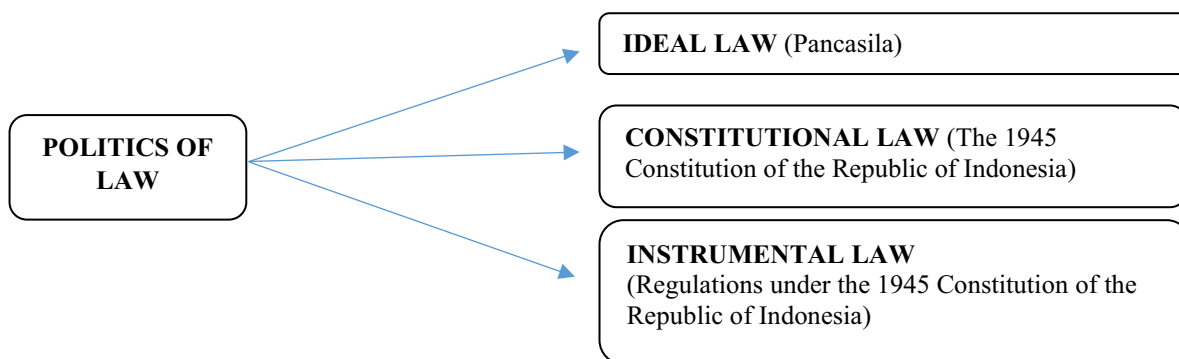 POLITICS OF
LAW
IDEAL LAW (Pancasila)
CONSTITUTIONAL LAW (The 1945
Constitution of the Republic of Indonesia)
INSTRUMENTAL LAW
(Regulations under the 1945 Constitution of the
Republic of Indonesia)